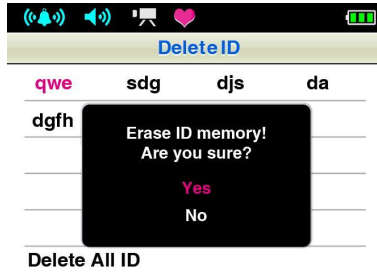 Delete ID
qwe sdg djs da
dgfh
Erase ID memory!
Are you sure?
Yes
No
Delete All ID